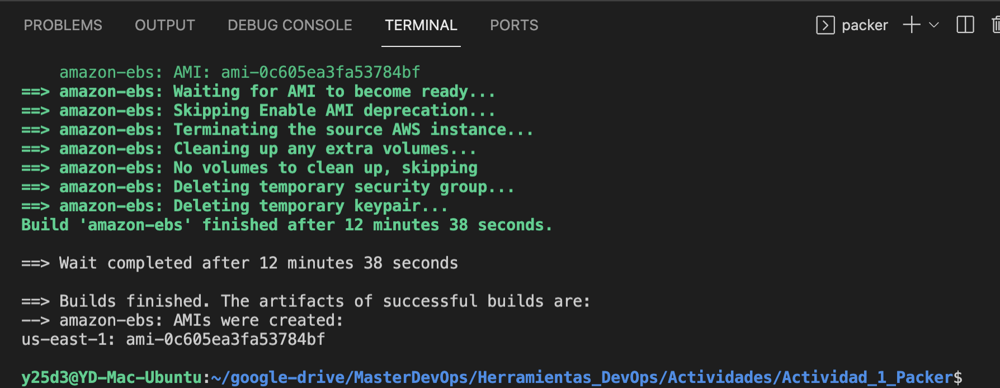 PROBLEMS OUTPUT DEBUG CONSOLE TERMINAL PORTS packer
amazon-ebs: AMI: ami-0c605ea3fa53784bf
==> amazon-ebs: Waiting for AMI to become ready...
==> amazon-ebs: Skipping Enable AMI deprecation...
==> amazon-ebs: Terminating the source AWS instance...
==> amazon-ebs: Cleaning up any extra volumes...
==> amazon-ebs: No volumes to clean up, skipping
==> amazon-ebs: Deleting temporary security group...
==> amazon-ebs: Deleting temporary keypair...
Build 'amazon-ebs' finished after 12 minutes 38 seconds.
==> Wait completed after 12 minutes 38 seconds
==> Builds finished. The artifacts of successful builds are:
--> amazon-ebs: AMIs were created:
us-east-1: ami-0c605ea3fa53784bf
y25d3@YD-Mac-Ubuntu:~/google-drive/MasterDevOps/Herramientas_DevOps/Actividades/Actividad_1_Packer$